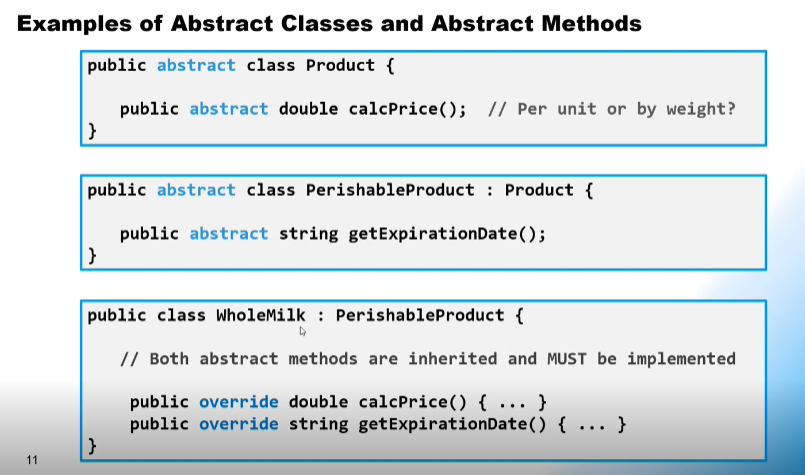 Examples of Abstract Classes and Abstract Methods
public abstract class Product {
public abstract double calcPrice();  // Per unit or by weight?
}
public abstract class PerishableProduct : Product {
public abstract string getExpirationDate();
}
public class WholeMilk : PerishableProduct {
// Both abstract methods are inherited and MUST be implemented
public override double calcPrice() { ... }
public override string getExpirationDate() { ... }
}
11